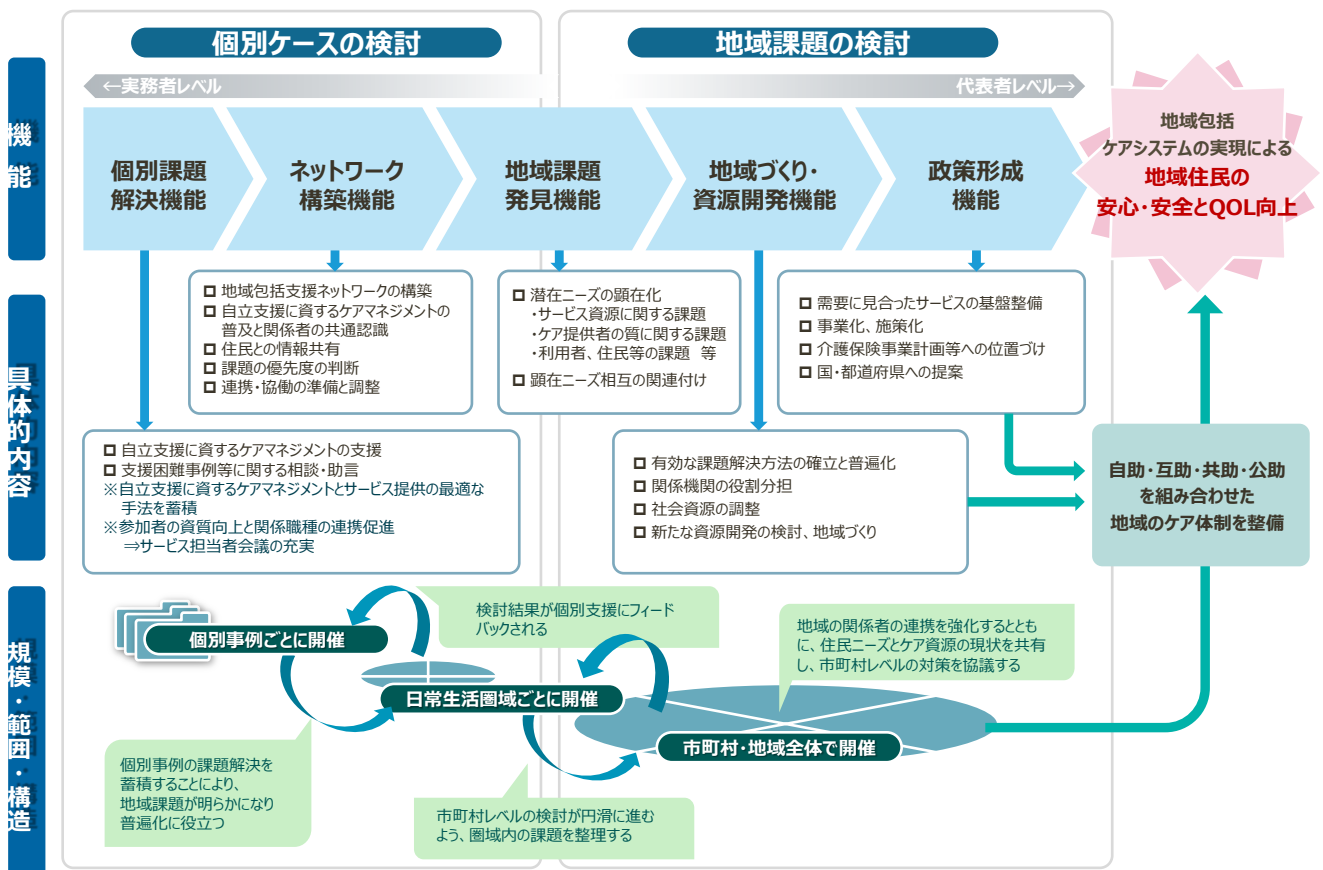 個別ケースの検討
地域課題の検討
←実務者レベル
代表者レベル→
機能
個別課題
解決機能
ネットワーク
構築機能
地域課題
発見機能
地域づくり・
資源開発機能
政策形成
機能
地域包括
ケアシステムの実現による
地域住民の
安心・安全とQOL向上
具体的内容
地域包括支援ネットワークの構築
自立支援に資するケアマネジメントの
普及と関係者の共通認識
住民との情報共有
課題の優先度の判断
連携・協働の準備と調整
潜在ニーズの顕在化
・サービス資源に関する課題
・ケア提供者の質に関する課題
・利用者、住民等の課題 等
顕在ニーズ相互の関連付け
需要に見合ったサービスの基盤整備
事業化、施策化
介護保険事業計画等への位置づけ
国・都道府県への提案
自立支援に資するケアマネジメントの支援
支援困難事例等に関する相談・助言
※自立支援に資するケアマネジメントとサービス提供の最適な
手法を蓄積
※参加者の資質向上と関係職種の連携促進
⇒サービス担当者会議の充実
有効な課題解決方法の確立と普遍化
関係機関の役割分担
社会資源の調整
新たな資源開発の検討、地域づくり
自助・互助・共助・公助
を組み合わせた
地域のケア体制を整備
規模・範囲・構造
個別事例ごとに開催
検討結果が個別支援にフィード
バックされる
地域の関係者の連携を強化するととも
に、住民ニーズとケア資源の現状を共有
し、市町村レベルの対策を協議する
日常生活圏域ごとに開催
市町村・地域全体で開催
個別事例の課題解決を
蓄積することにより、
地域課題が明らかになり
普遍化に役立つ
市町村レベルの検討が円滑に進む
よう、圏域内の課題を整理する